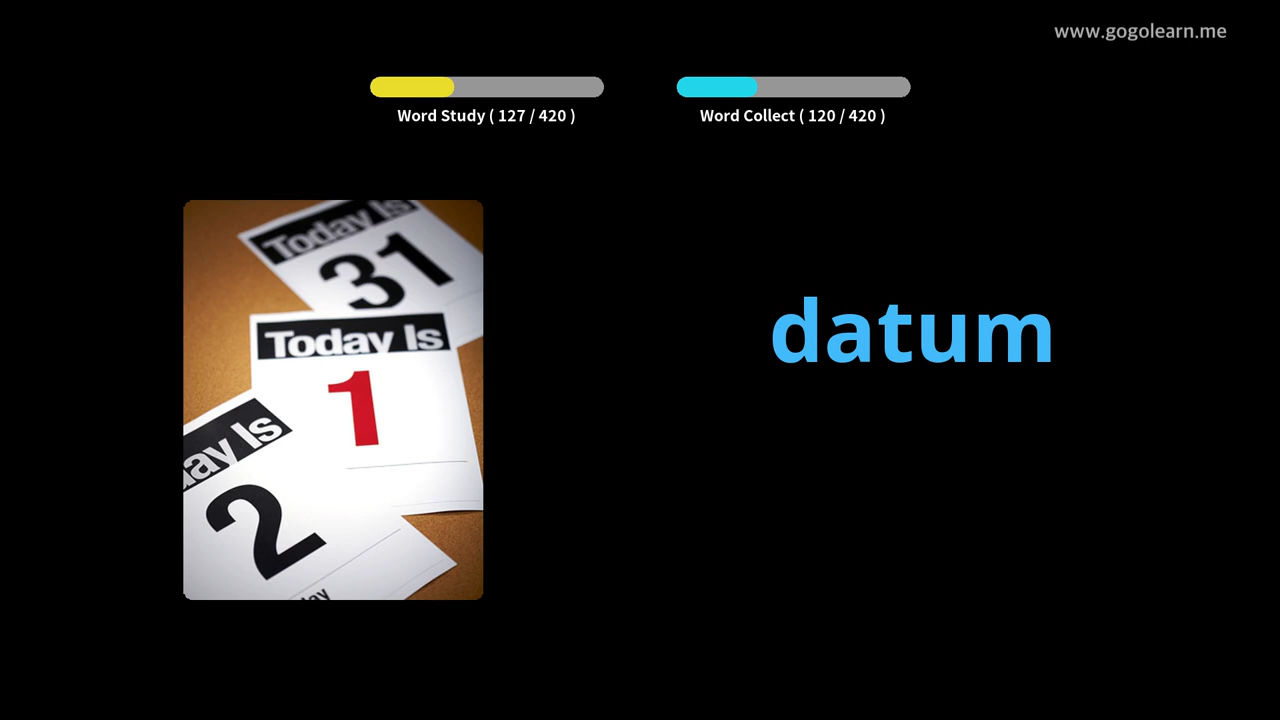 www.gogolearn.me
Word Study ( 127 / 420 )
Word Collect ( 120 / 420 )
Today Is
31
Today Is
1
day Is
2
datum